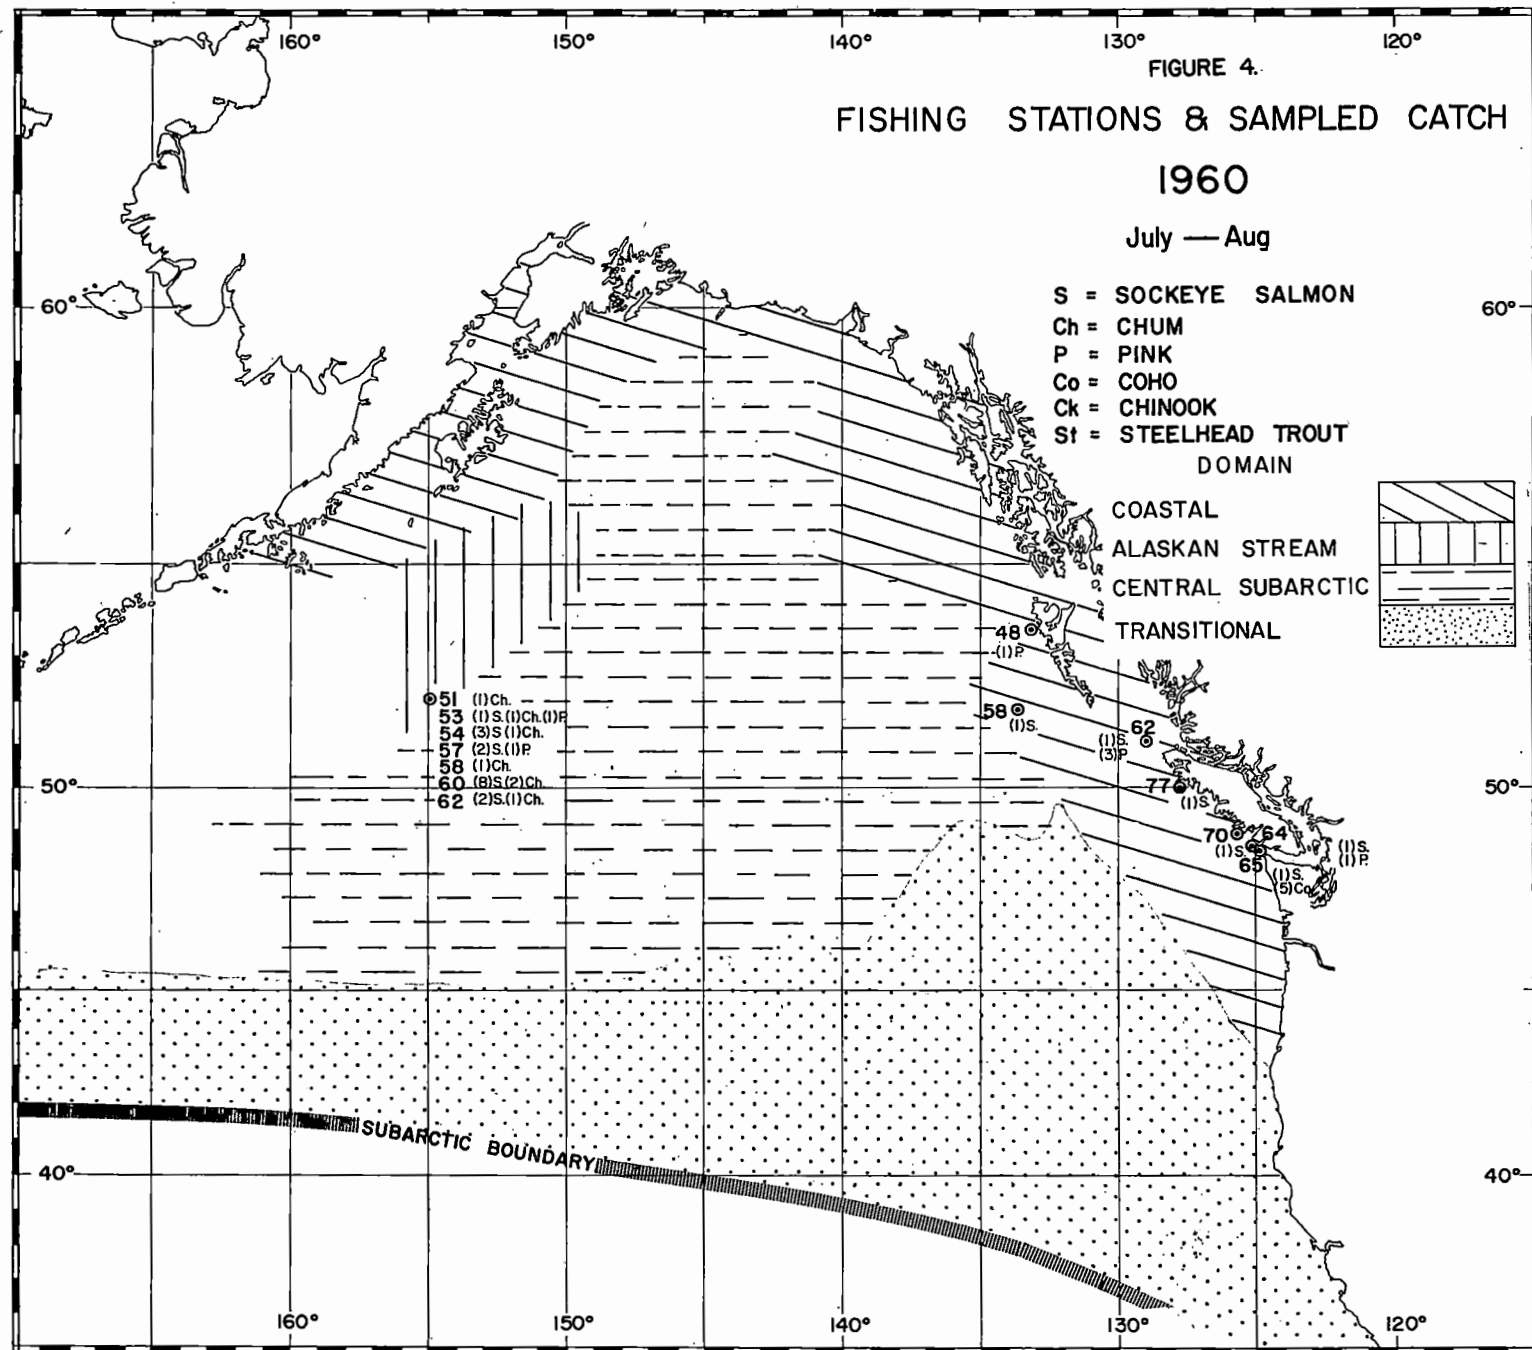 160° 150° 140° 130° 120°
FIGURE 4.
FISHING STATIONS & SAMPLED CATCH
1960
July — Aug
S = SOCKEYE SALMON
Ch = CHUM
P = PINK
Co = COHO
Ck = CHINOOK
St = STEELHEAD TROUT
DOMAIN
COASTAL
ALASKAN STREAM
CENTRAL SUBARCTIC
TRANSITIONAL
60° 60°
48
(1)P.
51 (1)Ch.
53 (1)S.(1)Ch.(1)P.
54 (3)S.(1)Ch.
57 (2)S.(1)P.
58 (1)Ch.
60 (8)S.(2)Ch.
62 (2)S.(1)Ch.
58
(1)S.
62
(1)S.
(3)P.
77
(1)S.
50° 50°
70
(1)S.
64
(1)S.
(1)P.
65
(1)S.
(5)Co
SUBARCTIC BOUNDARY
40° 40°
160° 150° 140° 130° 120°